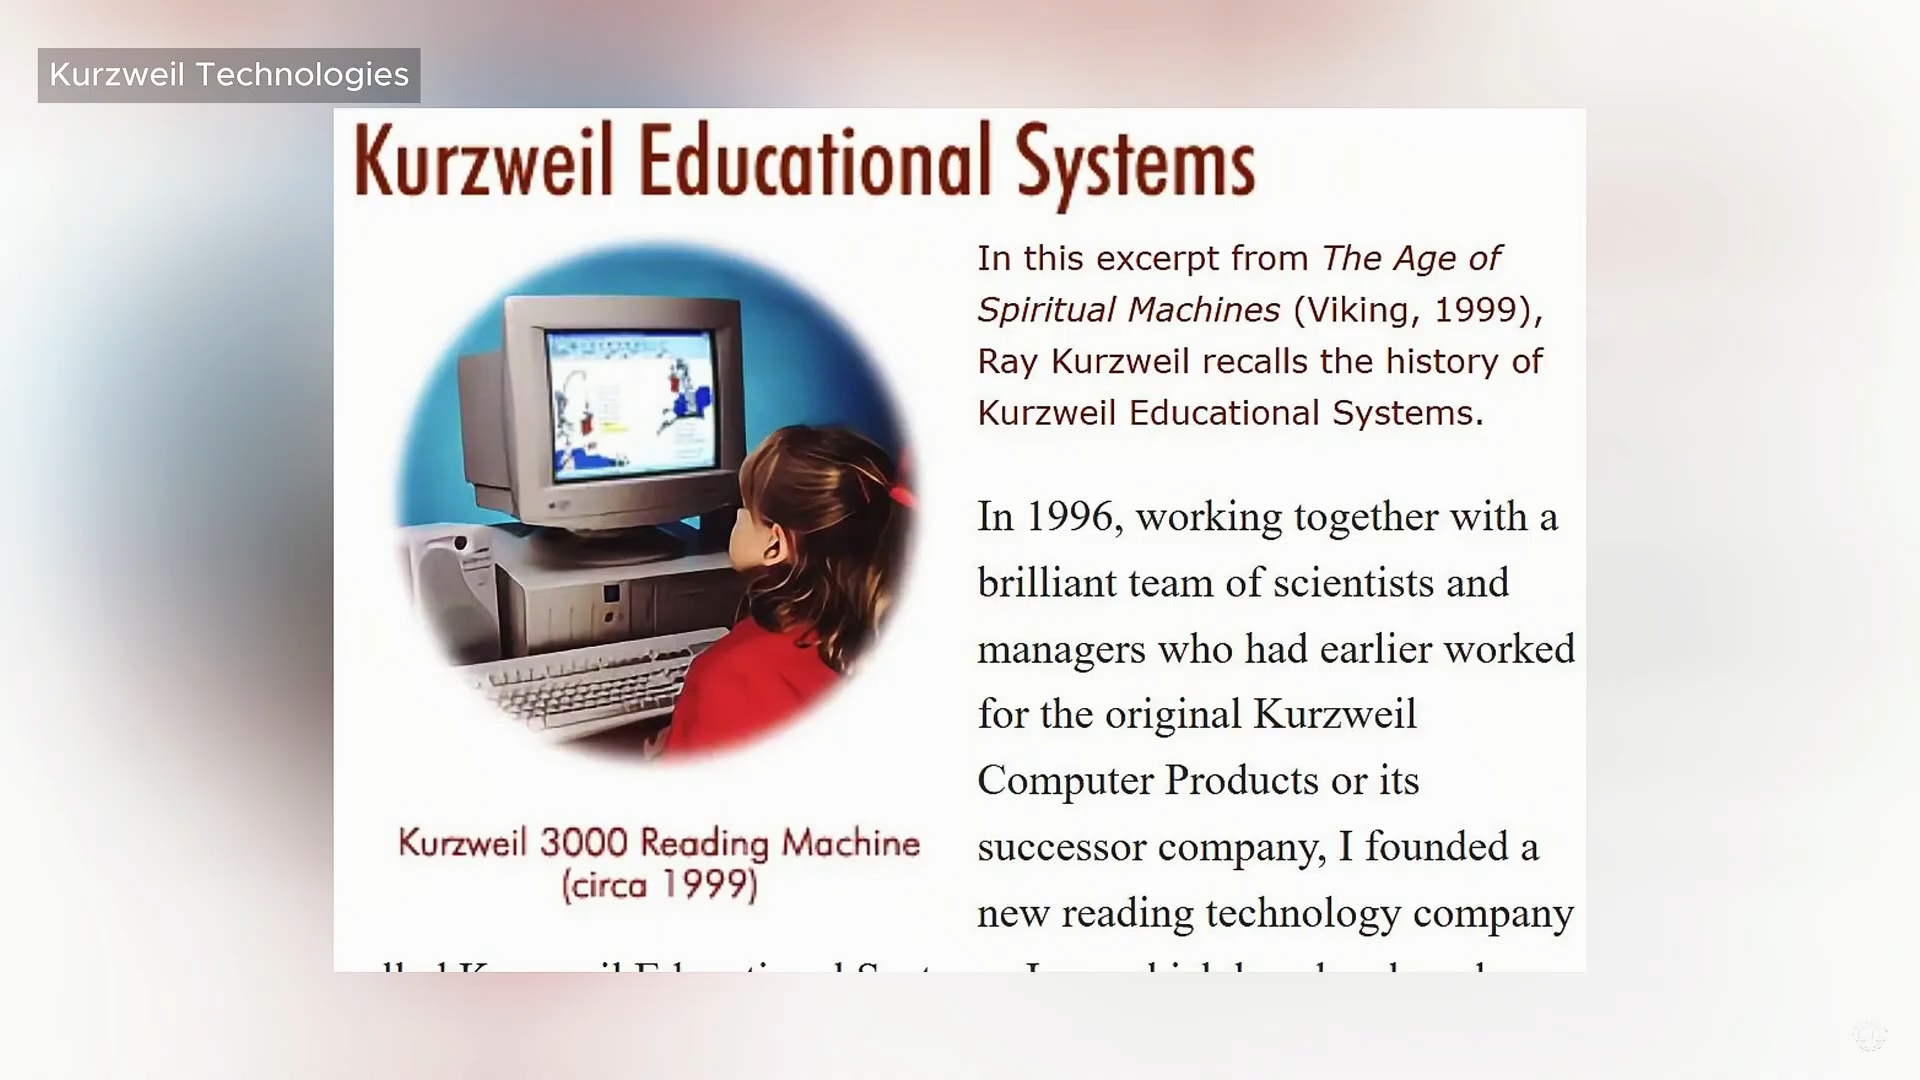 Kurzweil Technologies
Kurzweil Educational Systems
In this excerpt from The Age of
Spiritual Machines (Viking, 1999),
Ray Kurzweil recalls the history of
Kurzweil Educational Systems.
In 1996, working together with a
brilliant team of scientists and
managers who had earlier worked
for the original Kurzweil
Computer Products or its
successor company, I founded a
new reading technology company
Kurzweil 3000 Reading Machine
(circa 1999)